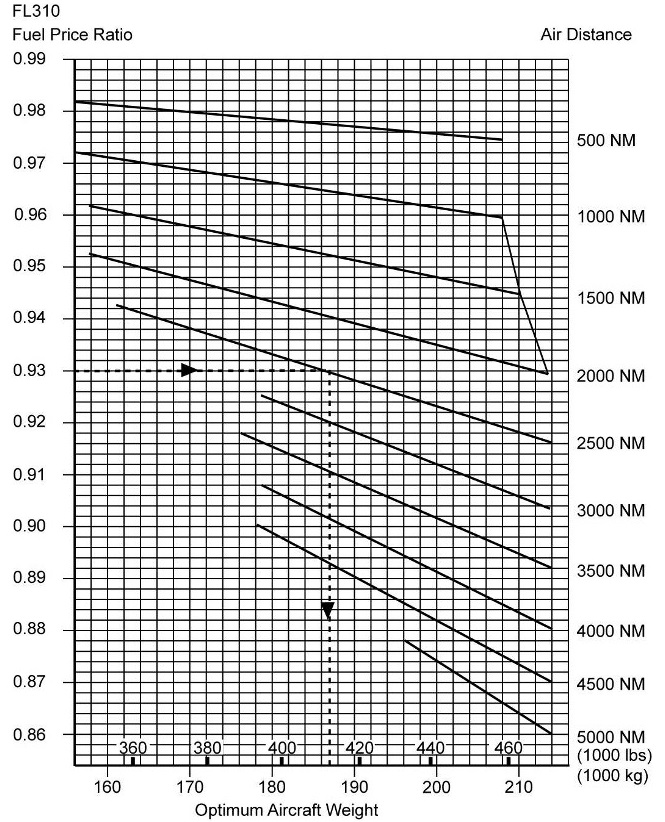 FL310
Fuel Price Ratio Air Distance
0.99
0.98
500 NM
0.97
0.96
1000 NM
0.95
1500 NM
0.94
0.93
2000 NM
0.92
2500 NM
0.91
3000 NM
0.90
3500 NM
0.89
0.88
4000 NM
0.87
4500 NM
0.86
5000 NM
360 380 400 420 440 460 (1000 lbs)
160 170 180 190 200 210 (1000 kg)
Optimum Aircraft Weight